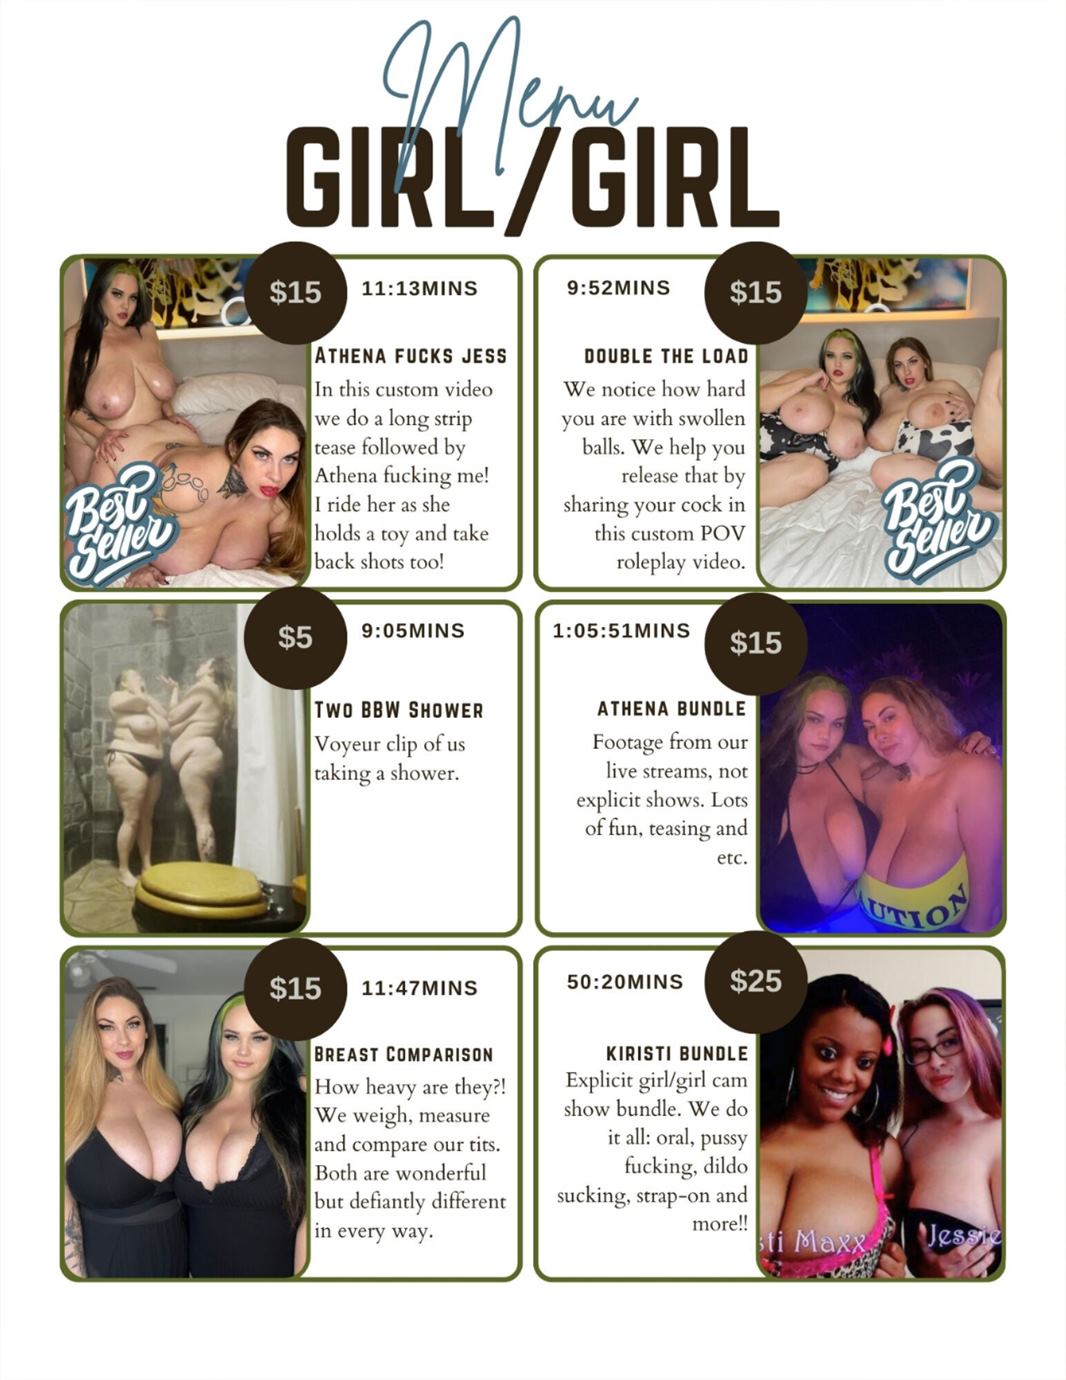 Menu
GIRL/GIRL
$15
11:13MINS
ATHENA FUCKS JESS
In this custom video
we do a long strip
tease followed by
Athena fucking me!
I ride her as she
holds a toy and take
back shots too!
Best
Seller
9:52MINS
$15
DOUBLE THE LOAD
We notice how hard
you are with swollen
balls. We help you
release that by
sharing your cock in
this custom POV
roleplay video.
Best
Seller
$5
9:05MINS
TWO BBW SHOWER
Voyeur clip of us
taking a shower.
1:05:51MINS
$15
ATHENA BUNDLE
Footage from our
live streams, not
explicit shows. Lots
of fun, teasing and
etc.
AUTION
$15
11:47MINS
BREAST COMPARISON
How heavy are they?!
We weigh, measure
and compare our tits.
Both are wonderful
but defiantly different
in every way.
50:20MINS
$25
KIRISTI BUNDLE
Explicit girl/girl cam
show bundle. We do
it all: oral, pussy
fucking, dildo
sucking, strap-on and
more!!
sti Maxx
Jessie